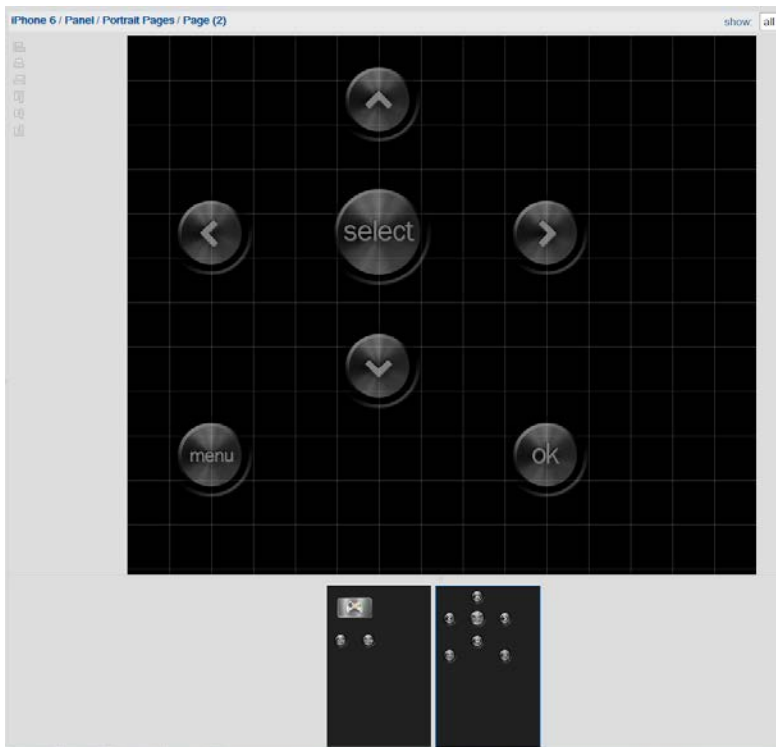 iPhone 6 / Panel / Portrait Pages / Page (2)
show: all
select
menu
ok